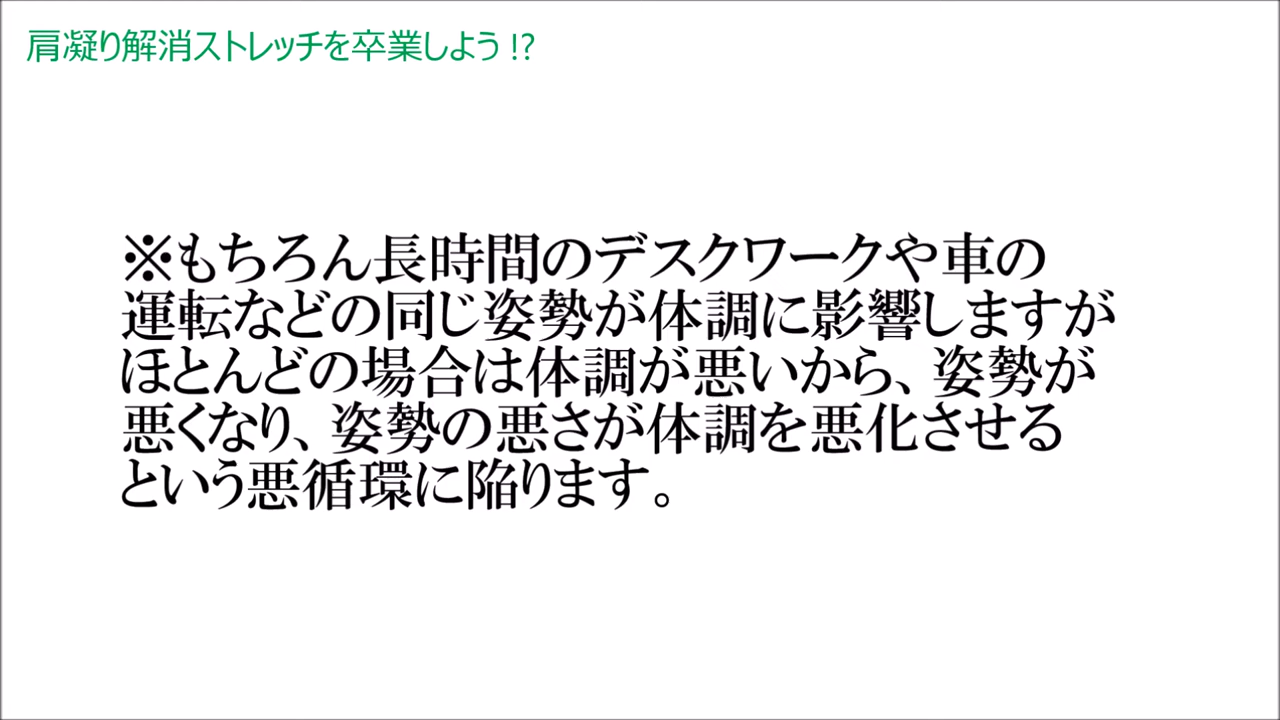 肩凝り解消ストレッチを卒業しよう!?
※もちろん長時間のデスクワークや車の
運転などの同じ姿勢が体調に影響しますが
ほとんどの場合は体調が悪いから、姿勢が
悪くなり、姿勢の悪さが体調を悪化させる
という悪循環に陥ります。